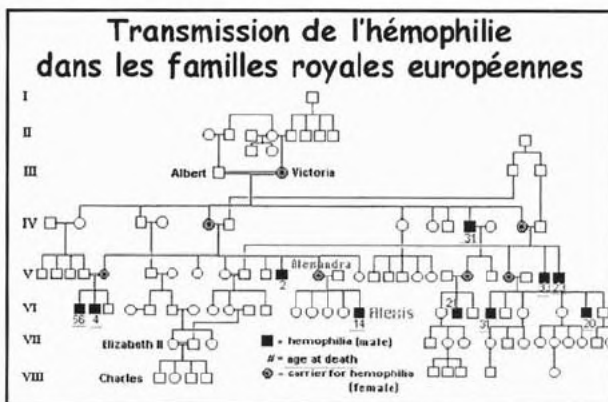 Transmission de l'hémophilie
dans les familles royales européennes
I
II
III
Albert
Victoria
IV
31
Alexandra
V
2
VI
56
4
14
Alexis
20
VII
Elizabeth II
■ = hemophilia (male)
# = age at death
= carrier for hemophilia
(female)
VIII
Charles